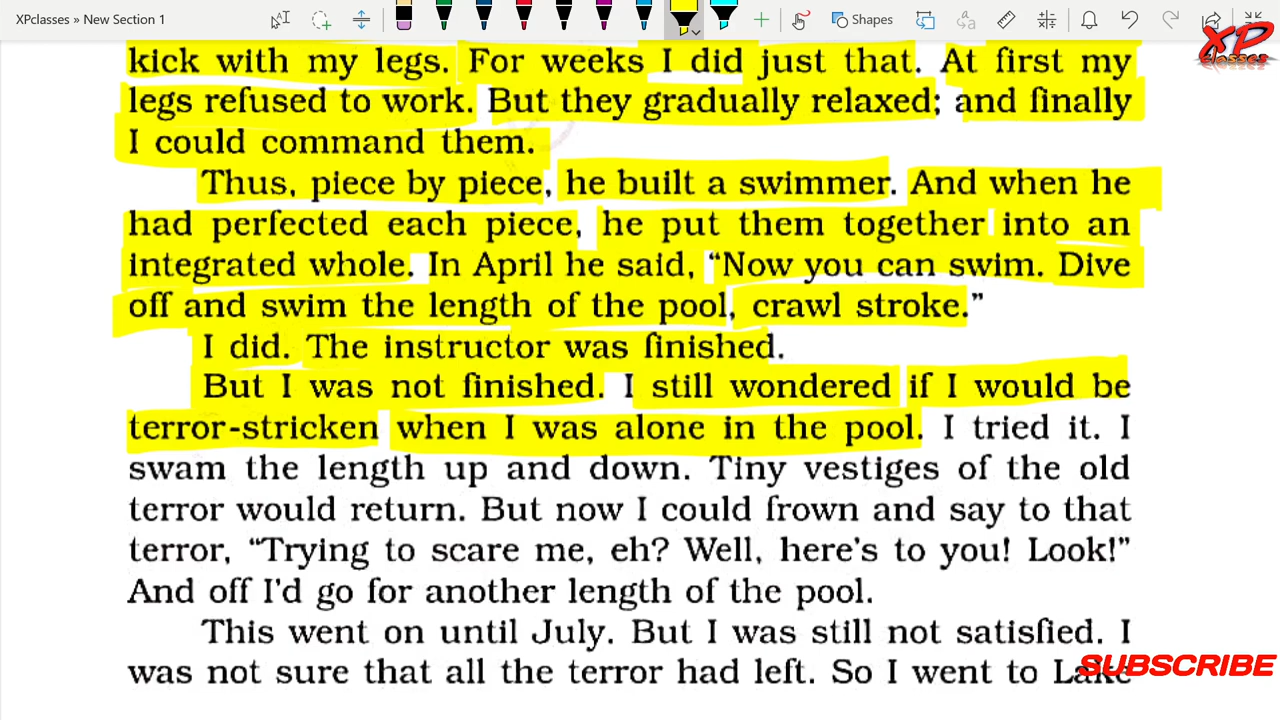 XPclasses » New Section 1
Shapes
XP
Classes
kick with my legs. For weeks I did just that. At first my
legs refused to work. But they gradually relaxed; and finally
I could command them.
Thus, piece by piece, he built a swimmer. And when he
had perfected each piece, he put them together into an
integrated whole. In April he said, “Now you can swim. Dive
off and swim the length of the pool, crawl stroke.”
I did. The instructor was finished.
But I was not finished. I still wondered if I would be
terror-stricken when I was alone in the pool. I tried it. I
swam the length up and down. Tiny vestiges of the old
terror would return. But now I could frown and say to that
terror, “Trying to scare me, eh? Well, here’s to you! Look!”
And off I'd go for another length of the pool.
This went on until July. But I was still not satisfied. I
was not sure that all the terror had left. So I went to Lake
SUBSCRIBE